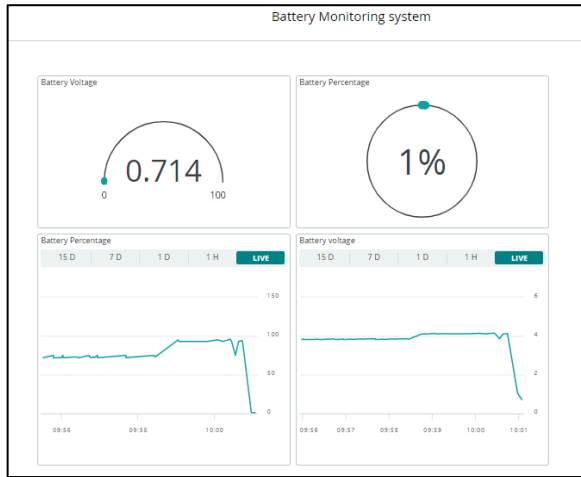 Battery Monitoring system
Battery Voltage
0.714
0 100
Battery Percentage
1%
Battery Percentage
15 D 7 D 1 D 1 H LIVE
150
100
50
0
09:56 09:58 10:00
Battery voltage
15 D 7 D 1 D 1 H LIVE
6
4
2
0
09:56 09:57 09:58 09:59 10:00 10:01